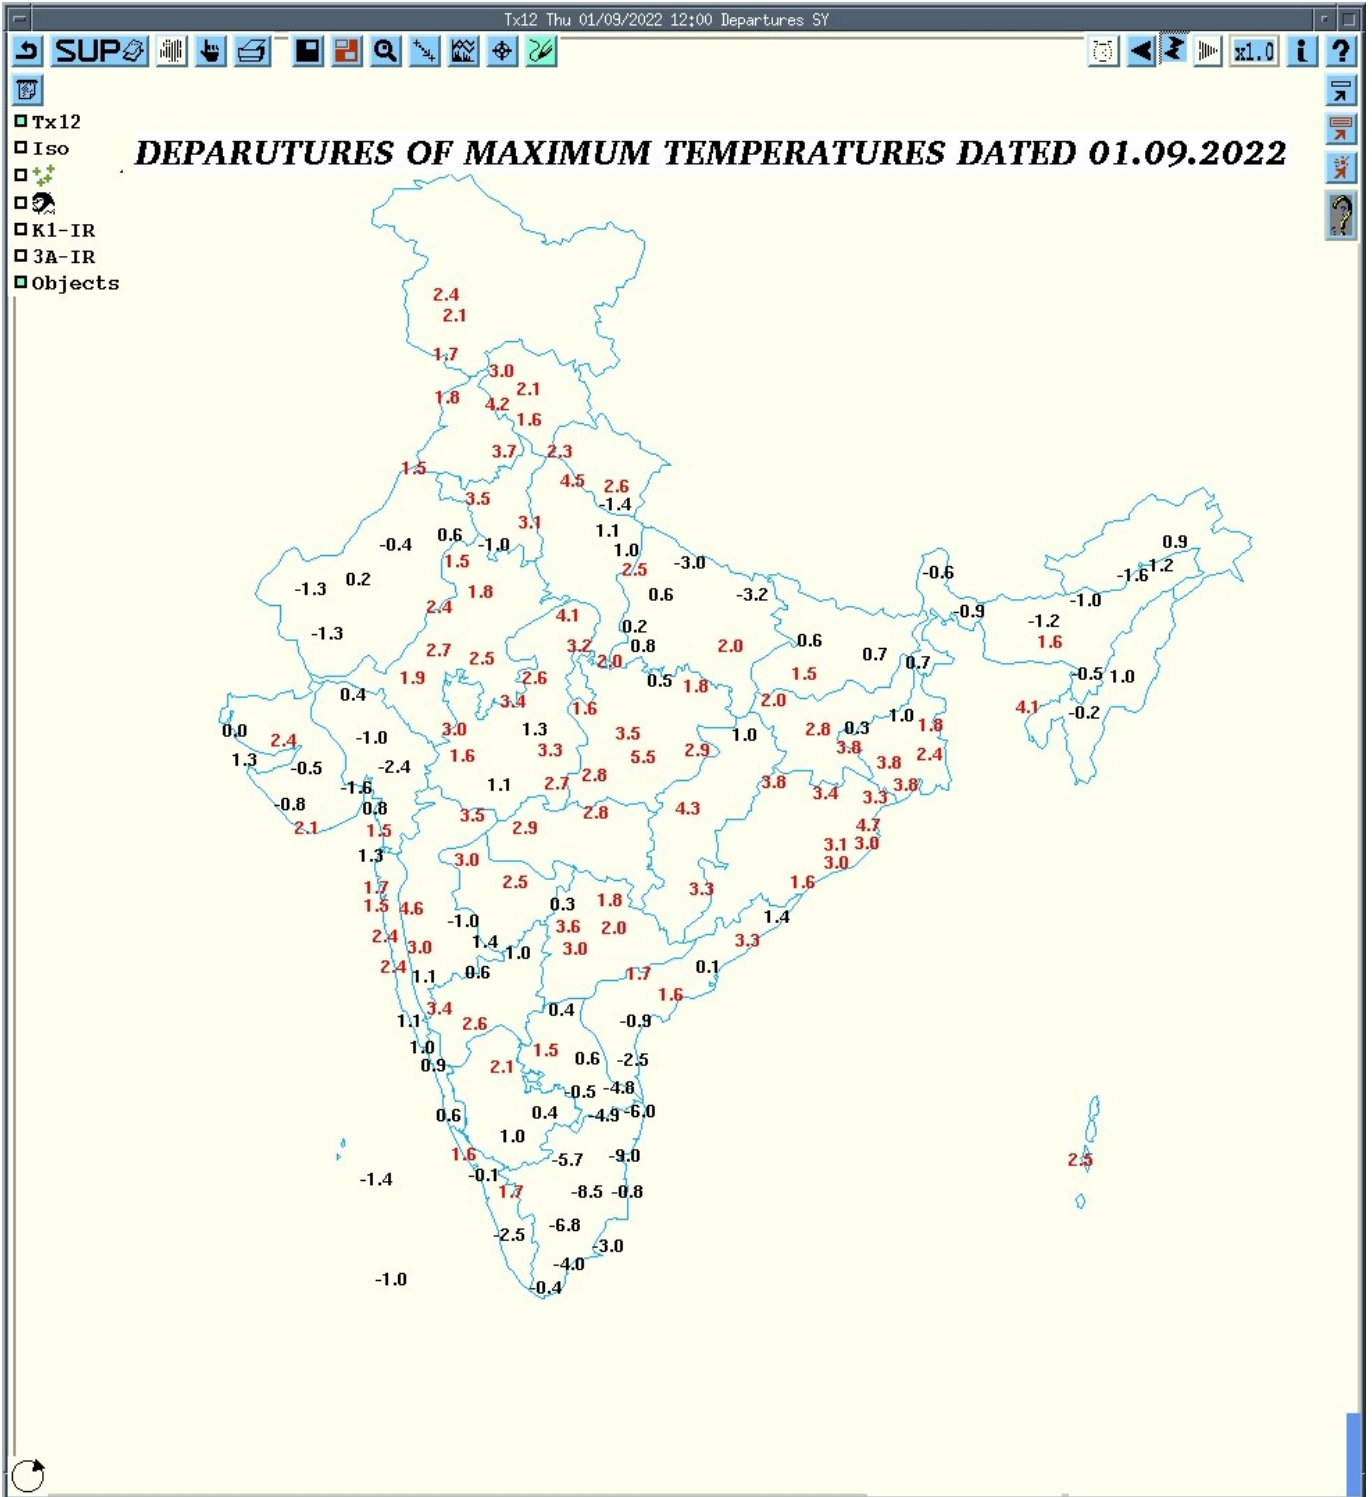 Tx12 Thu 01/09/2022 12:00 Departures SY
SUP x1.0 i ?
Tx12
Iso
K1-IR
3A-IR
Objects
DEPARUTURES OF MAXIMUM TEMPERATURES DATED 01.09.2022
2.4
2.1
1.7
3.0
2.1
1.8 4.2
1.6
3.7 2.3
1.5
4.5 2.6
3.5 -1.4
3.1 1.1
0.6 -1.0 1.0 0.9
-0.4
1.5 2.5 -3.0 -0.6 -1.6 1.2
-1.3 0.2 1.8 0.6 -3.2 -1.0
2.4 4.1 -0.9 -1.2
-1.3 0.2 0.6 1.6
2.7 2.5 3.2 2.0 0.8 2.0 0.7 0.7
1.9 2.6 0.5 1.8 1.5 -0.5 1.0
0.4 3.4 1.6 2.0 4.1 -0.2
0.0 2.4 -1.0 3.0 1.3 3.5 1.0 2.8 0.3 1.0 1.8
1.3 -0.5 -2.4 1.6 3.3 5.5 2.9 3.8 3.8 2.4
-1.6 1.1 2.7 2.8 3.8 3.4 3.3 3.8
-0.8 0.8 3.5 2.8 4.3
2.1 1.5 2.9 4.7
1.3 3.0 3.1 3.0
3.0
1.7 2.5 3.3 1.6
1.5 4.6 0.3 1.8
-1.0 3.6 2.0 1.4
2.4 3.0 1.4 1.0 3.0 3.3
2.4 1.1 0.6 1.7 0.1
3.4 0.4 1.6
1.1 2.6 -0.9
1.0 1.5
0.9 2.1 0.6 -2.5
-0.5 -4.8
0.6 0.4 -4.9 -6.0
1.0
1.6 -5.7 -9.0 2.5
-1.4 -0.1
1.7 -8.5 -0.8
-2.5 -6.8
-3.0
-1.0 -4.0
-0.4